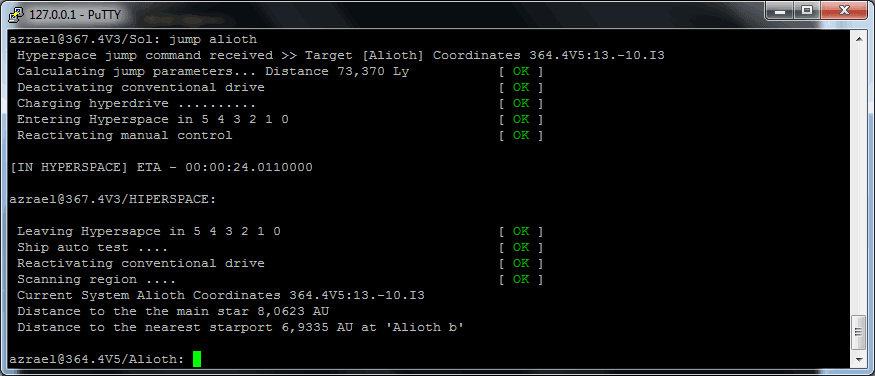 127.0.0.1 - PuTTY
azrael@367.4V3/Sol: jump alioth
Hyperspace jump command received >> Target [Alioth] Coordinates 364.4V5:13.-10.I3
Calculating jump parameters... Distance 73,370 Ly [ OK ]
Deactivating conventional drive [ OK ]
Charging hyperdrive .......... [ OK ]
Entering Hyperspace in 5 4 3 2 1 0 [ OK ]
Reactivating manual control [ OK ]
[IN HYPERSPACE] ETA - 00:00:24.0110000
azrael@367.4V3/HIPERSPACE:
Leaving Hypersapce in 5 4 3 2 1 0 [ OK ]
Ship auto test .... [ OK ]
Reactivating conventional drive [ OK ]
Scanning region .... [ OK ]
Current System Alioth Coordinates 364.4V5:13.-10.I3
Distance to the the main star 8,0623 AU
Distance to the nearest starport 6,9335 AU at 'Alioth b'
azrael@364.4V5/Alioth: